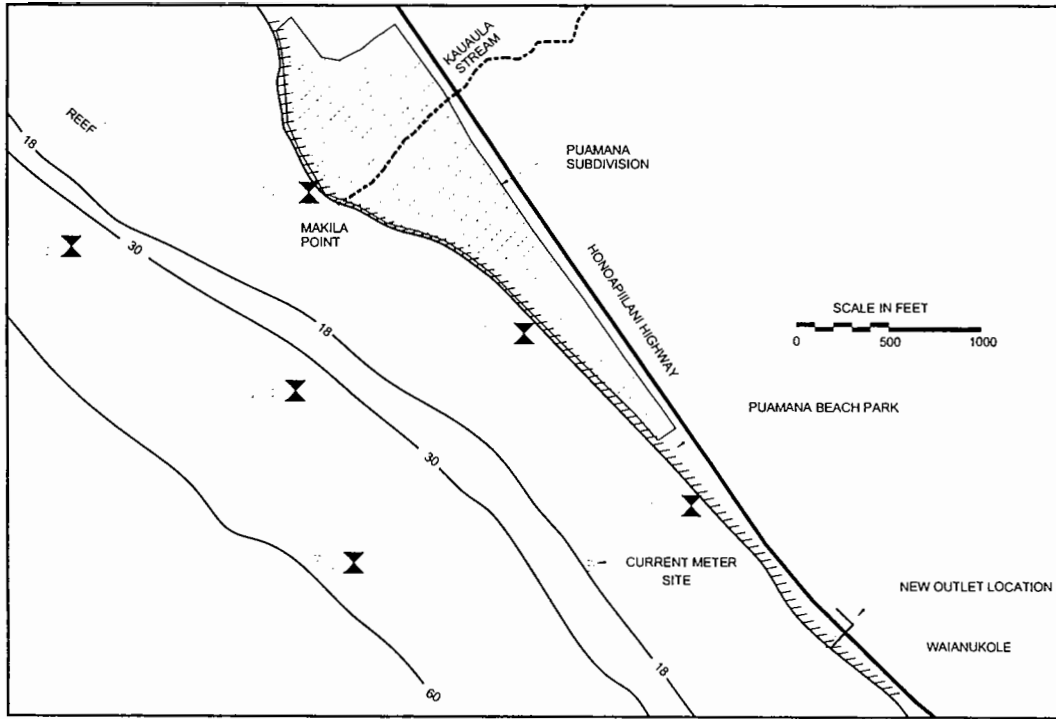 KAUAULA
STREAM
REEF
18
PUAMANA
SUBDIVISION
MAKILA
POINT
30
HONOAPIILANI HIGHWAY
SCALE IN FEET
0 500 1000
18
PUAMANA BEACH PARK
30
CURRENT METER
SITE
NEW OUTLET LOCATION
WAIANUKOLE
18
60